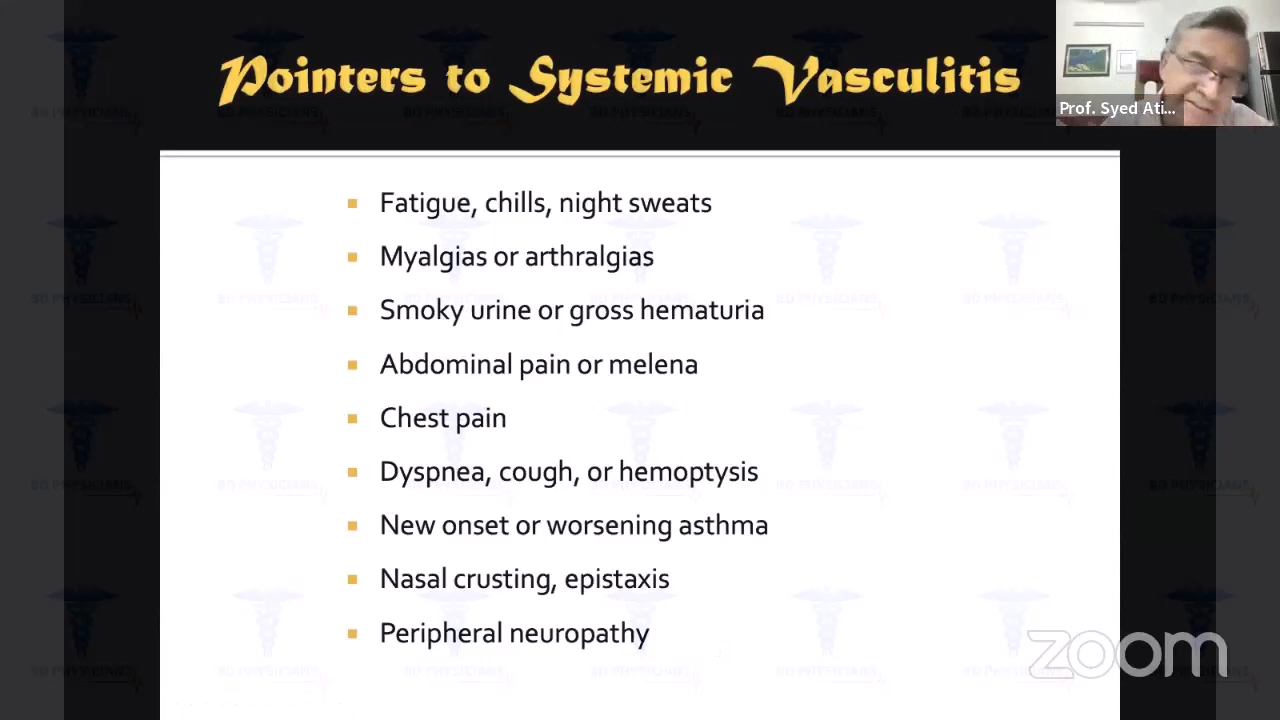 Pointers to Systemic Vasculitis
Prof. Syed Ati...
Fatigue, chills, night sweats
Myalgias or arthralgias
Smoky urine or gross hematuria
Abdominal pain or melena
Chest pain
Dyspnea, cough, or hemoptysis
New onset or worsening asthma
Nasal crusting, epistaxis
Peripheral neuropathy
zoom
BD PHYSICIANS